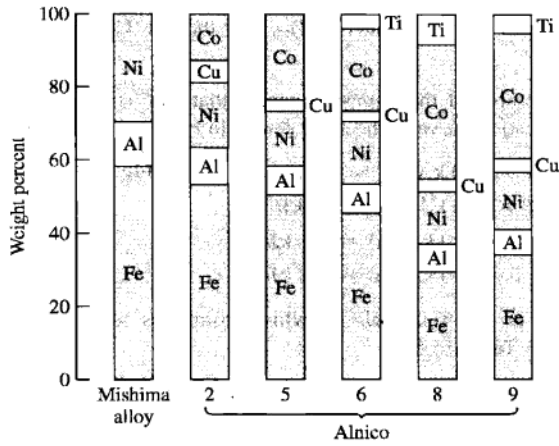 Weight percent
100
80
60
40
20
0
Ni
Al
Fe
Mishima
alloy
Co
Cu
Ni
Al
Fe
2
Co
Cu
Ni
Al
Fe
5
Ti
Co
Cu
Ni
Al
Fe
6
Ti
Co
Cu
Ni
Al
Fe
8
Ti
Co
Cu
Ni
Al
Fe
9
Alnico